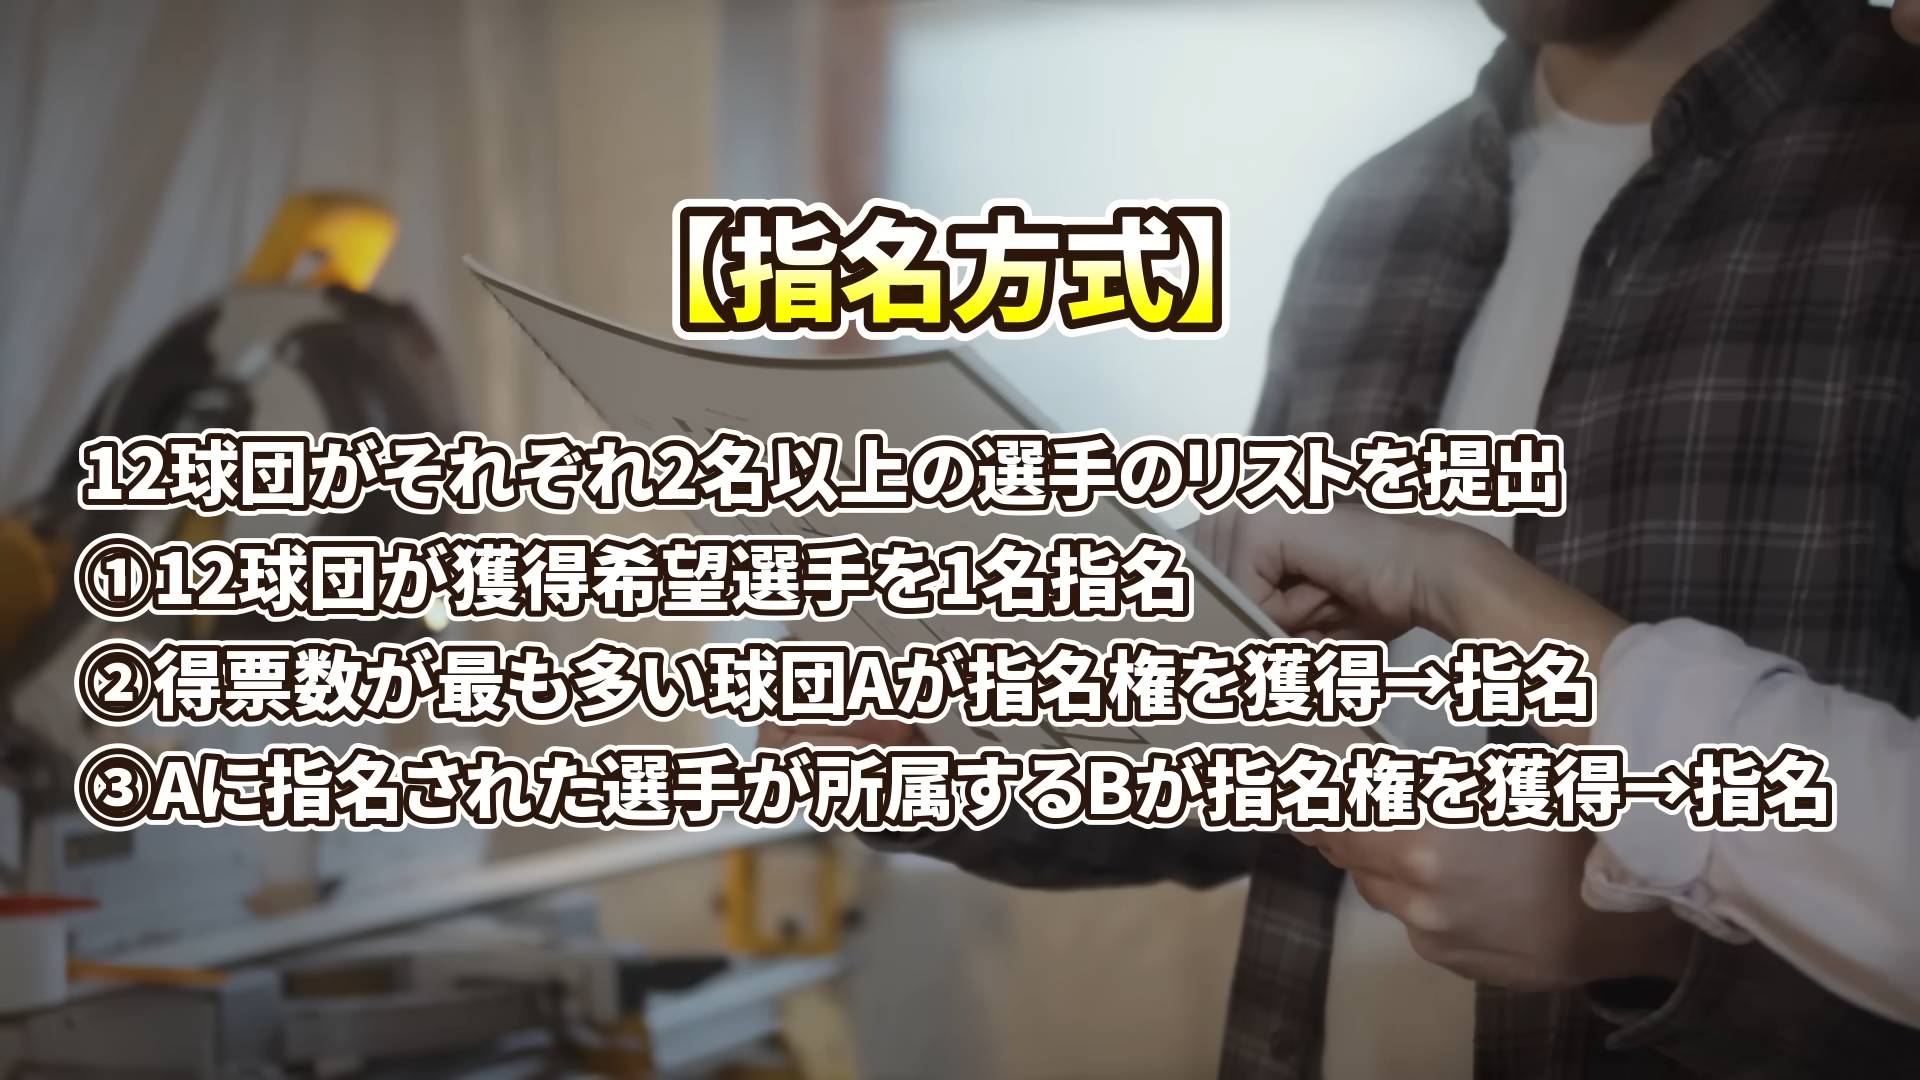 【指名方式】
12球団がそれぞれ2名以上の選手のリストを提出
①12球団が獲得希望選手を1名指名
②得票数が最も多い球団Aが指名権を獲得→指名
③Aに指名された選手が所属するBが指名権を獲得→指名